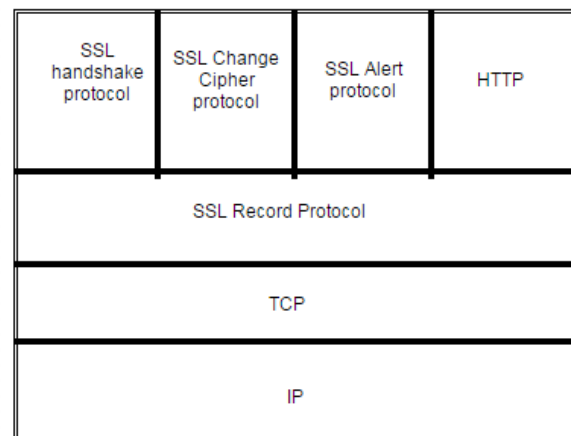 SSL
handshake
protocol
SSL Change
Cipher
protocol
SSL Alert
protocol
HTTP
SSL Record Protocol
TCP
IP